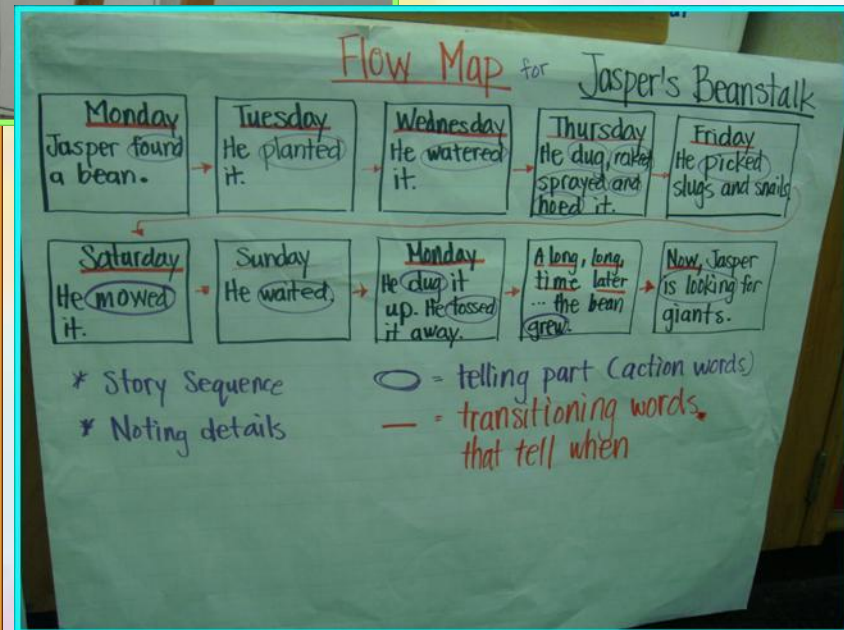 Flow Map for Jasper's Beanstalk
Monday
Jasper found
a bean.
Tuesday
He planted
it.
Wednesday
He watered
it.
Thursday
He dug, raked
sprayed and
hoed it.
Friday
He picked
slugs and snails
Saturday
He mowed
it.
Sunday
He waited.
Monday
He dug it
up. He tossed
it away.
A long, long,
time later
... the bean
grew.
Now, Jasper
is looking for
giants.
* Story Sequence
* Noting details
= telling part (action words)
= transitioning words
that tell when